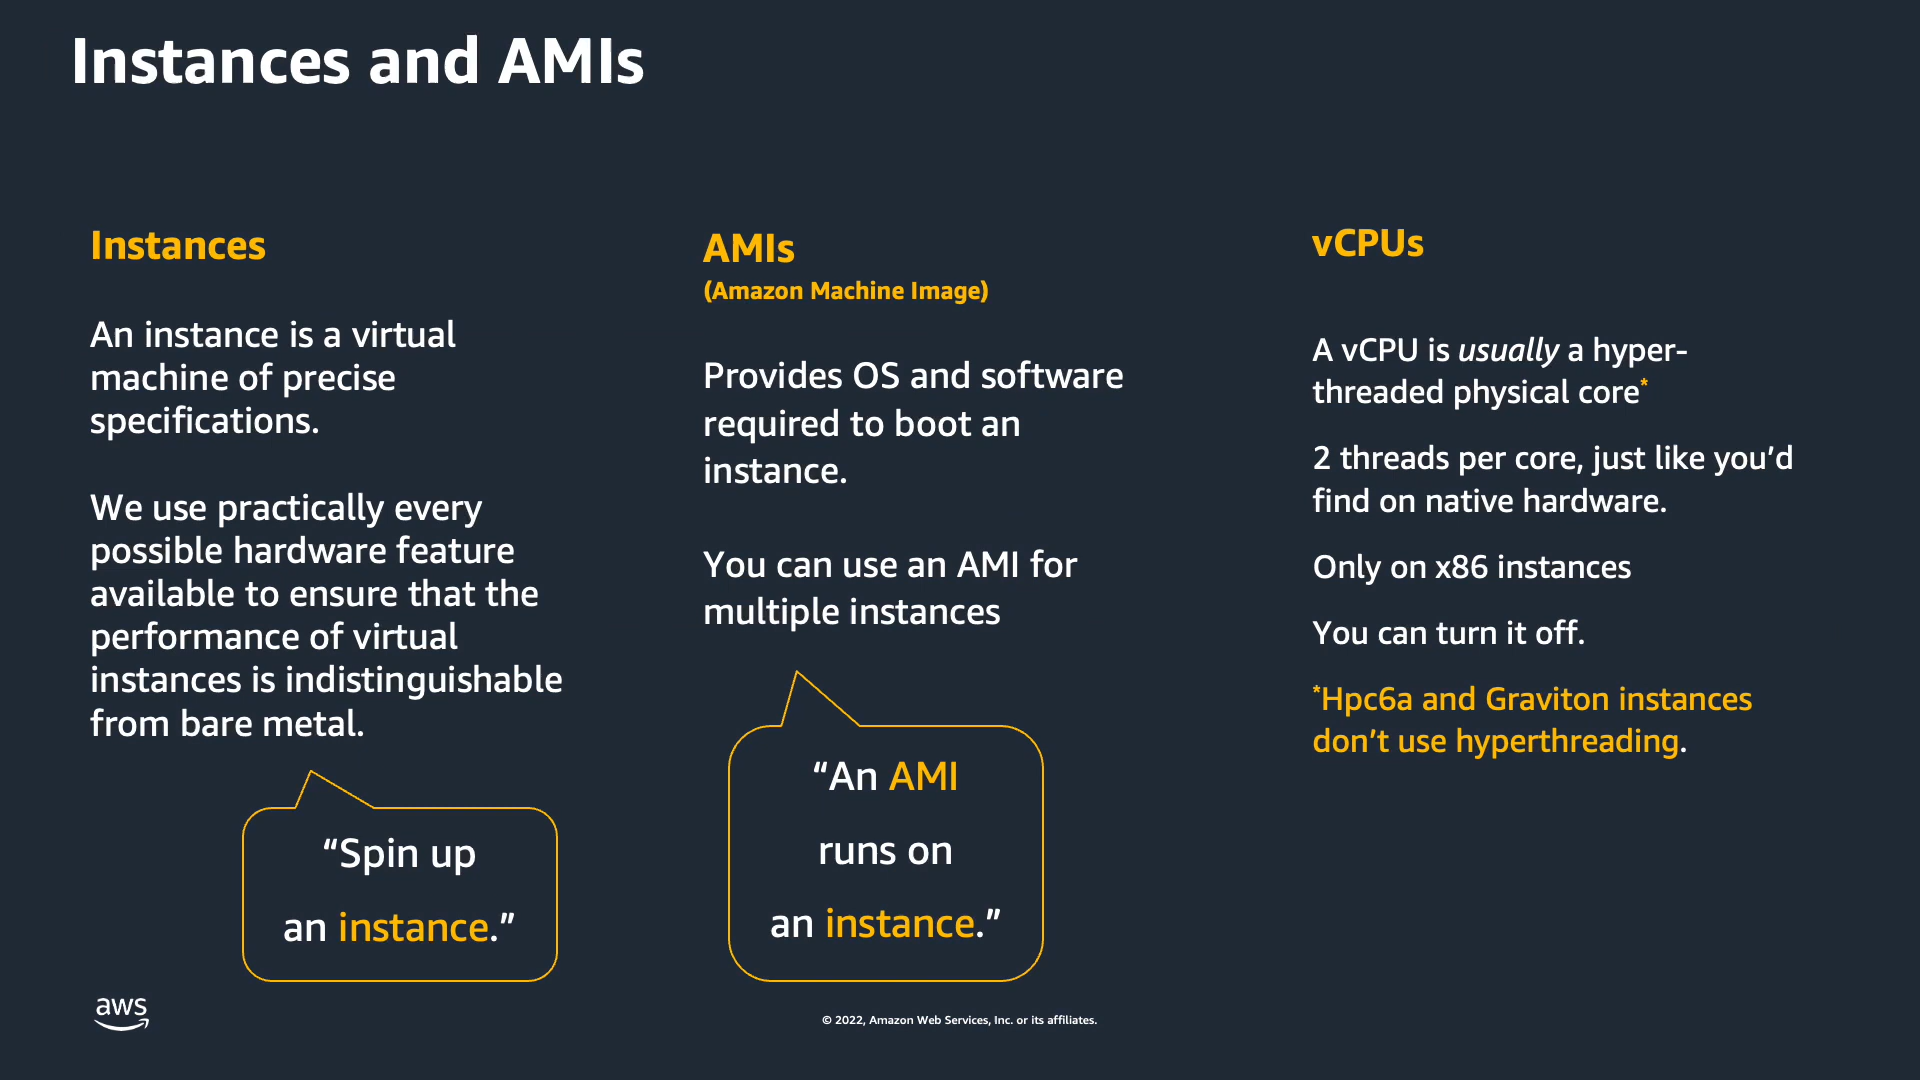 Instances and AMIs
Instances
An instance is a virtual
machine of precise
specifications.
We use practically every
possible hardware feature
available to ensure that the
performance of virtual
instances is indistinguishable
from bare metal.
“Spin up
an instance.”
AMIs
(Amazon Machine Image)
Provides OS and software
required to boot an
instance.
You can use an AMI for
multiple instances
“An AMI
runs on
an instance.”
vCPUs
A vCPU is usually a hyper-
threaded physical core*
2 threads per core, just like you’d
find on native hardware.
Only on x86 instances
You can turn it off.
*Hpc6a and Graviton instances
don’t use hyperthreading.
aws
© 2022, Amazon Web Services, Inc. or its affiliates.